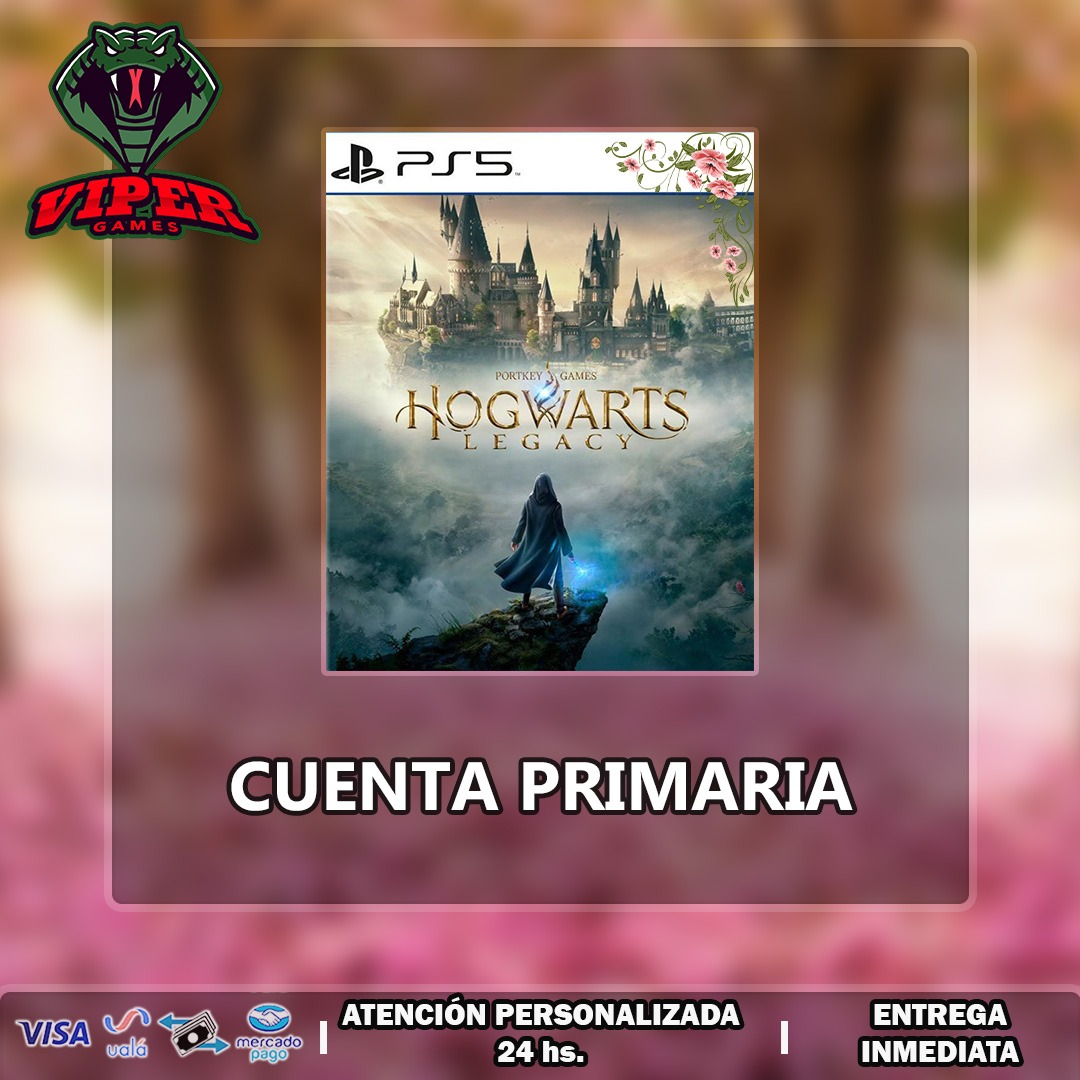 VIPER
GAMES
PS5
PORTKEY GAMES
HOGWARTS
LEGACY
CUENTA PRIMARIA
VISA
ualá
mercado
pago
ATENCIÓN PERSONALIZADA
24 hs.
ENTREGA
INMEDIATA